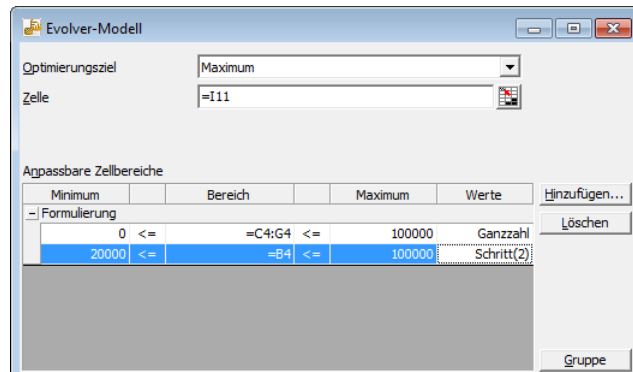 Evolver-Modell
Optimierungsziel Maximum
Zelle =I11
Anpassbare Zellbereiche
Minimum Bereich Maximum Werte Hinzufügen...
Formulierung
0 <= =C4:G4 <= 100000 Ganzzahl Löschen
20000 <= =B4 <= 100000 Schritt(2)
Gruppe